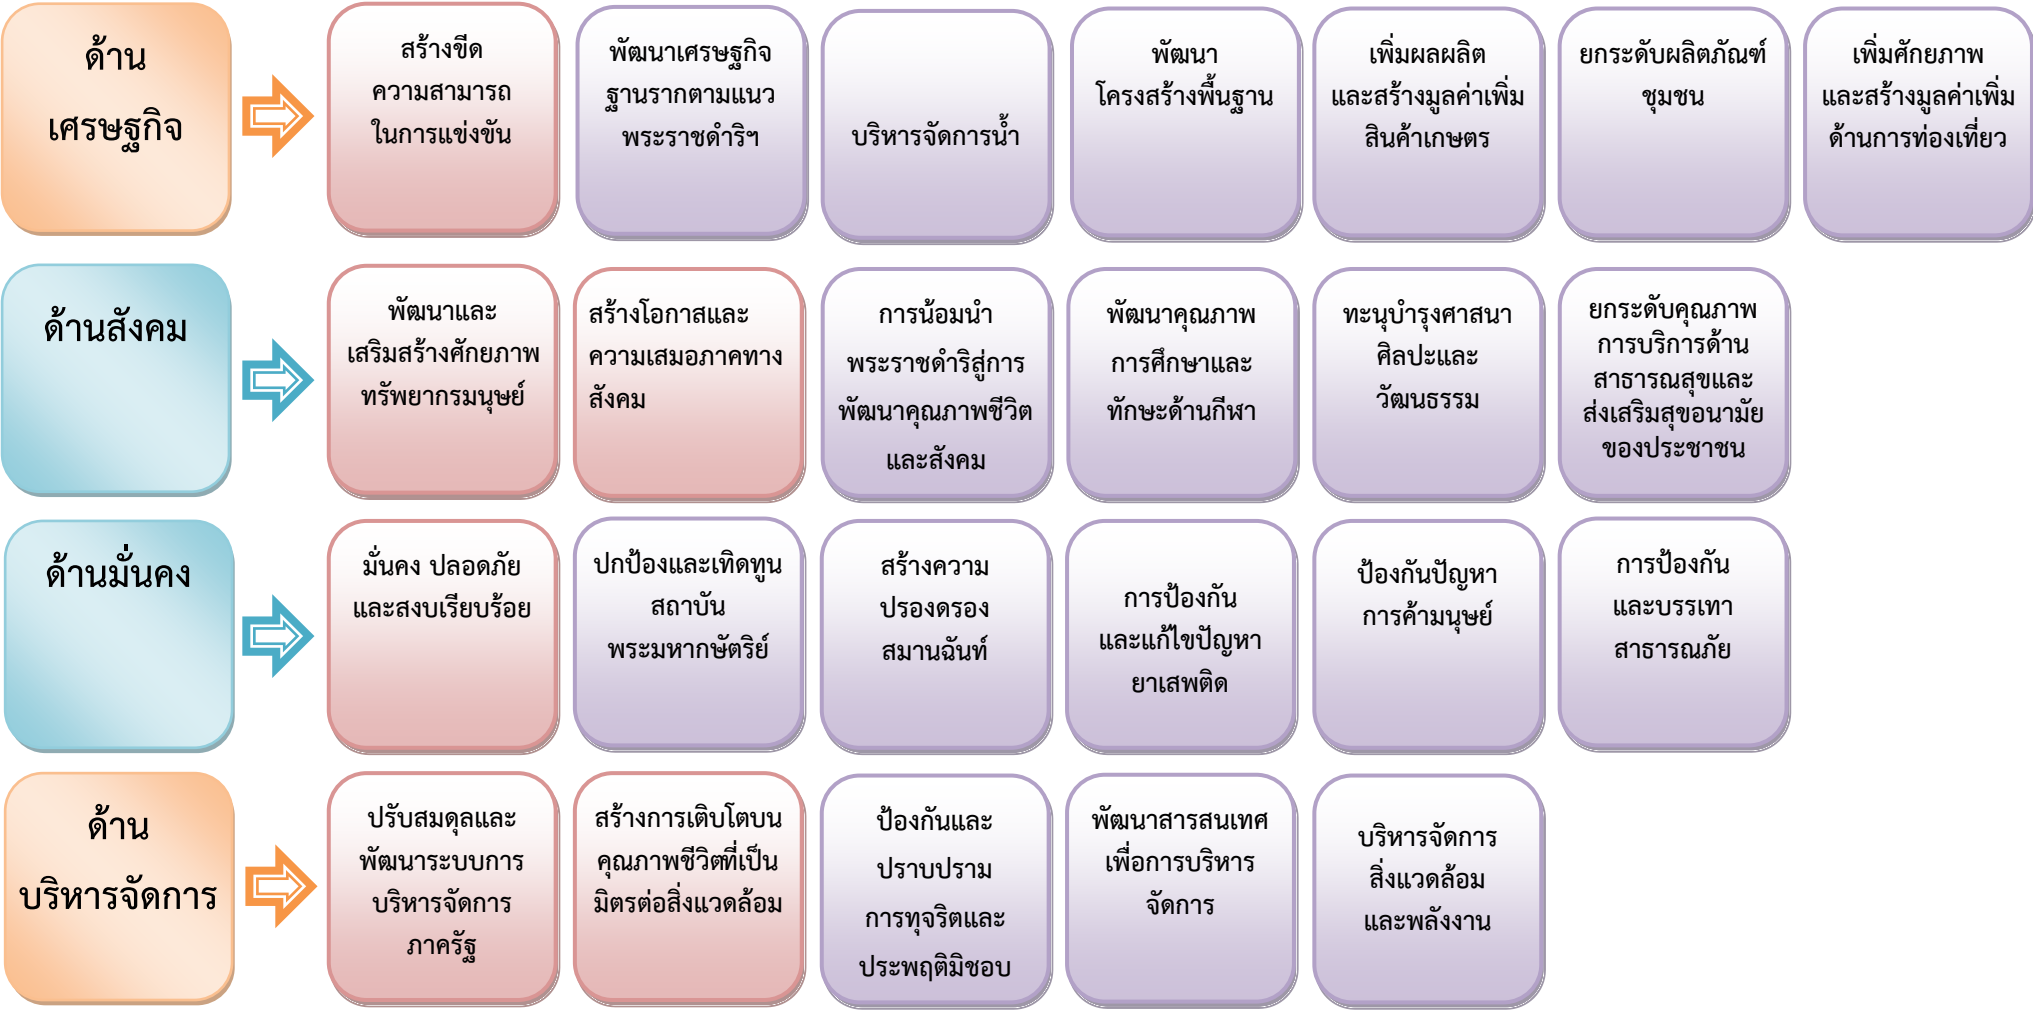 ด้าน
เศรษฐกิจ
สร้างขีด
ความสามารถ
ในการแข่งขัน
พัฒนาเศรษฐกิจ
ฐานรากตามแนว
พระราชดำริฯ
บริหารจัดการน้ำ
พัฒนา
โครงสร้างพื้นฐาน
เพิ่มผลผลิต
และสร้างมูลค่าเพิ่ม
สินค้าเกษตร
ยกระดับผลิตภัณฑ์
ชุมชน
เพิ่มศักยภาพ
และสร้างมูลค่าเพิ่ม
ด้านการท่องเที่ยว
ด้านสังคม
พัฒนาและ
เสริมสร้างศักยภาพ
ทรัพยากรมนุษย์
สร้างโอกาสและ
ความเสมอภาคทาง
สังคม
การน้อมนำ
พระราชดำริสู่การ
พัฒนาคุณภาพชีวิต
และสังคม
พัฒนาคุณภาพ
การศึกษาและ
ทักษะด้านกีฬา
ทะนุบำรุงศาสนา
ศิลปะและ
วัฒนธรรม
ยกระดับคุณภาพ
การบริการด้าน
สาธารณสุขและ
ส่งเสริมสุขอนามัย
ของประชาชน
ด้านมั่นคง
มั่นคง ปลอดภัย
และสงบเรียบร้อย
ปกป้องและเทิดทูน
สถาบัน
พระมหากษัตริย์
สร้างความ
ปรองดรอง
สมานฉันท์
การป้องกัน
และแก้ไขปัญหา
ยาเสพติด
ป้องกันปัญหา
การค้ามนุษย์
การป้องกัน
และบรรเทา
สาธารณภัย
ด้าน
บริหารจัดการ
ปรับสมดุลและ
พัฒนาระบบการ
บริหารจัดการ
ภาครัฐ
สร้างการเติบโตบน
คุณภาพชีวิตที่เป็น
มิตรต่อสิ่งแวดล้อม
ป้องกันและ
ปราบปราม
การทุจริตและ
ประพฤติมิชอบ
พัฒนาสารสนเทศ
เพื่อการบริหาร
จัดการ
บริหารจัดการ
สิ่งแวดล้อม
และพลังงาน